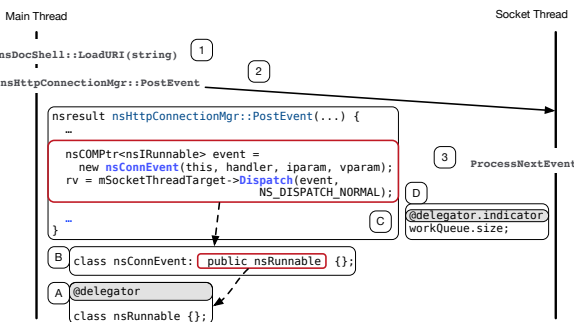 Main Thread
Socket Thread
nsDocShell::LoadURI(string)
1
nsHttpConnectionMgr::PostEvent
2
nsresult nsHttpConnectionMgr::PostEvent(...) {
…
nsCOMPtr<nsIRunnable> event =
new nsConnEvent(this, handler, iparam, vparam);
rv = mSocketThreadTarget->Dispatch(event,
NS_DISPATCH_NORMAL);
…
}
C
3
ProcessNextEvent
D
@delegator.indicator
workQueue.size;
B
class nsConnEvent: public nsRunnable {};
A
@delegator
class nsRunnable {};